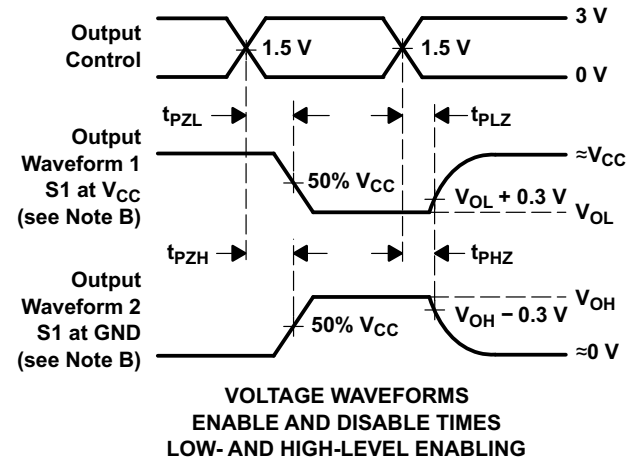 Output
Control
1.5 V
1.5 V
3 V
0 V
tPZL
tPLZ
Output
Waveform 1
S1 at VCC
(see Note B)
50% VCC
VOL + 0.3 V
≈VCC
VOL
tPZH
tPHZ
Output
Waveform 2
S1 at GND
(see Note B)
50% VCC
VOH − 0.3 V
VOH
≈0 V
VOLTAGE WAVEFORMS
ENABLE AND DISABLE TIMES
LOW- AND HIGH-LEVEL ENABLING